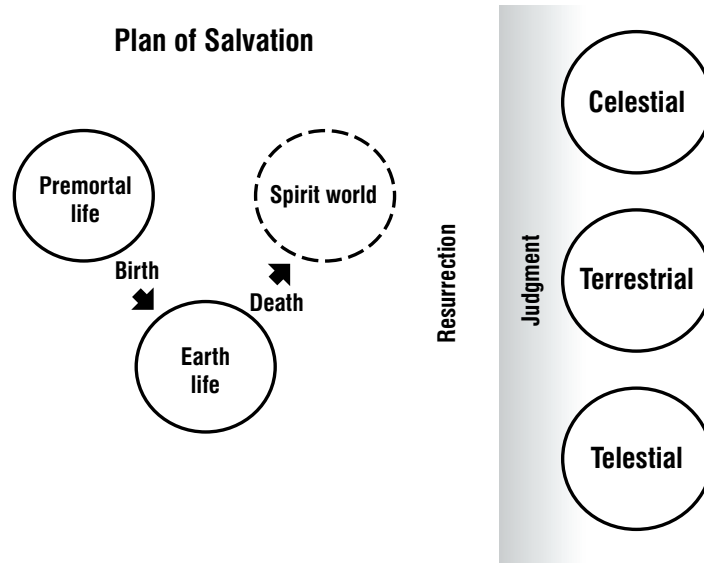 Plan of Salvation
Premortal
life
Birth
Earth
life
Death
Spirit world
Resurrection
Judgment
Celestial
Terrestrial
Telestial